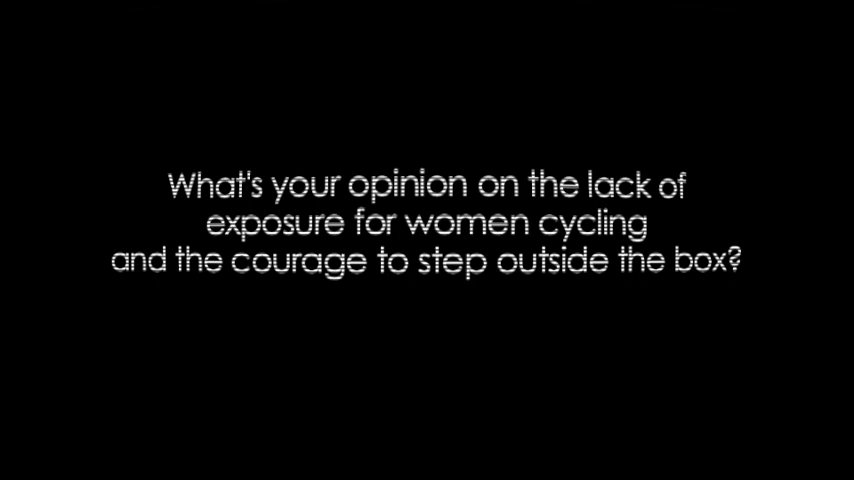 What's your opinion on the lack of
exposure for women cycling
and the courage to step outside the box?